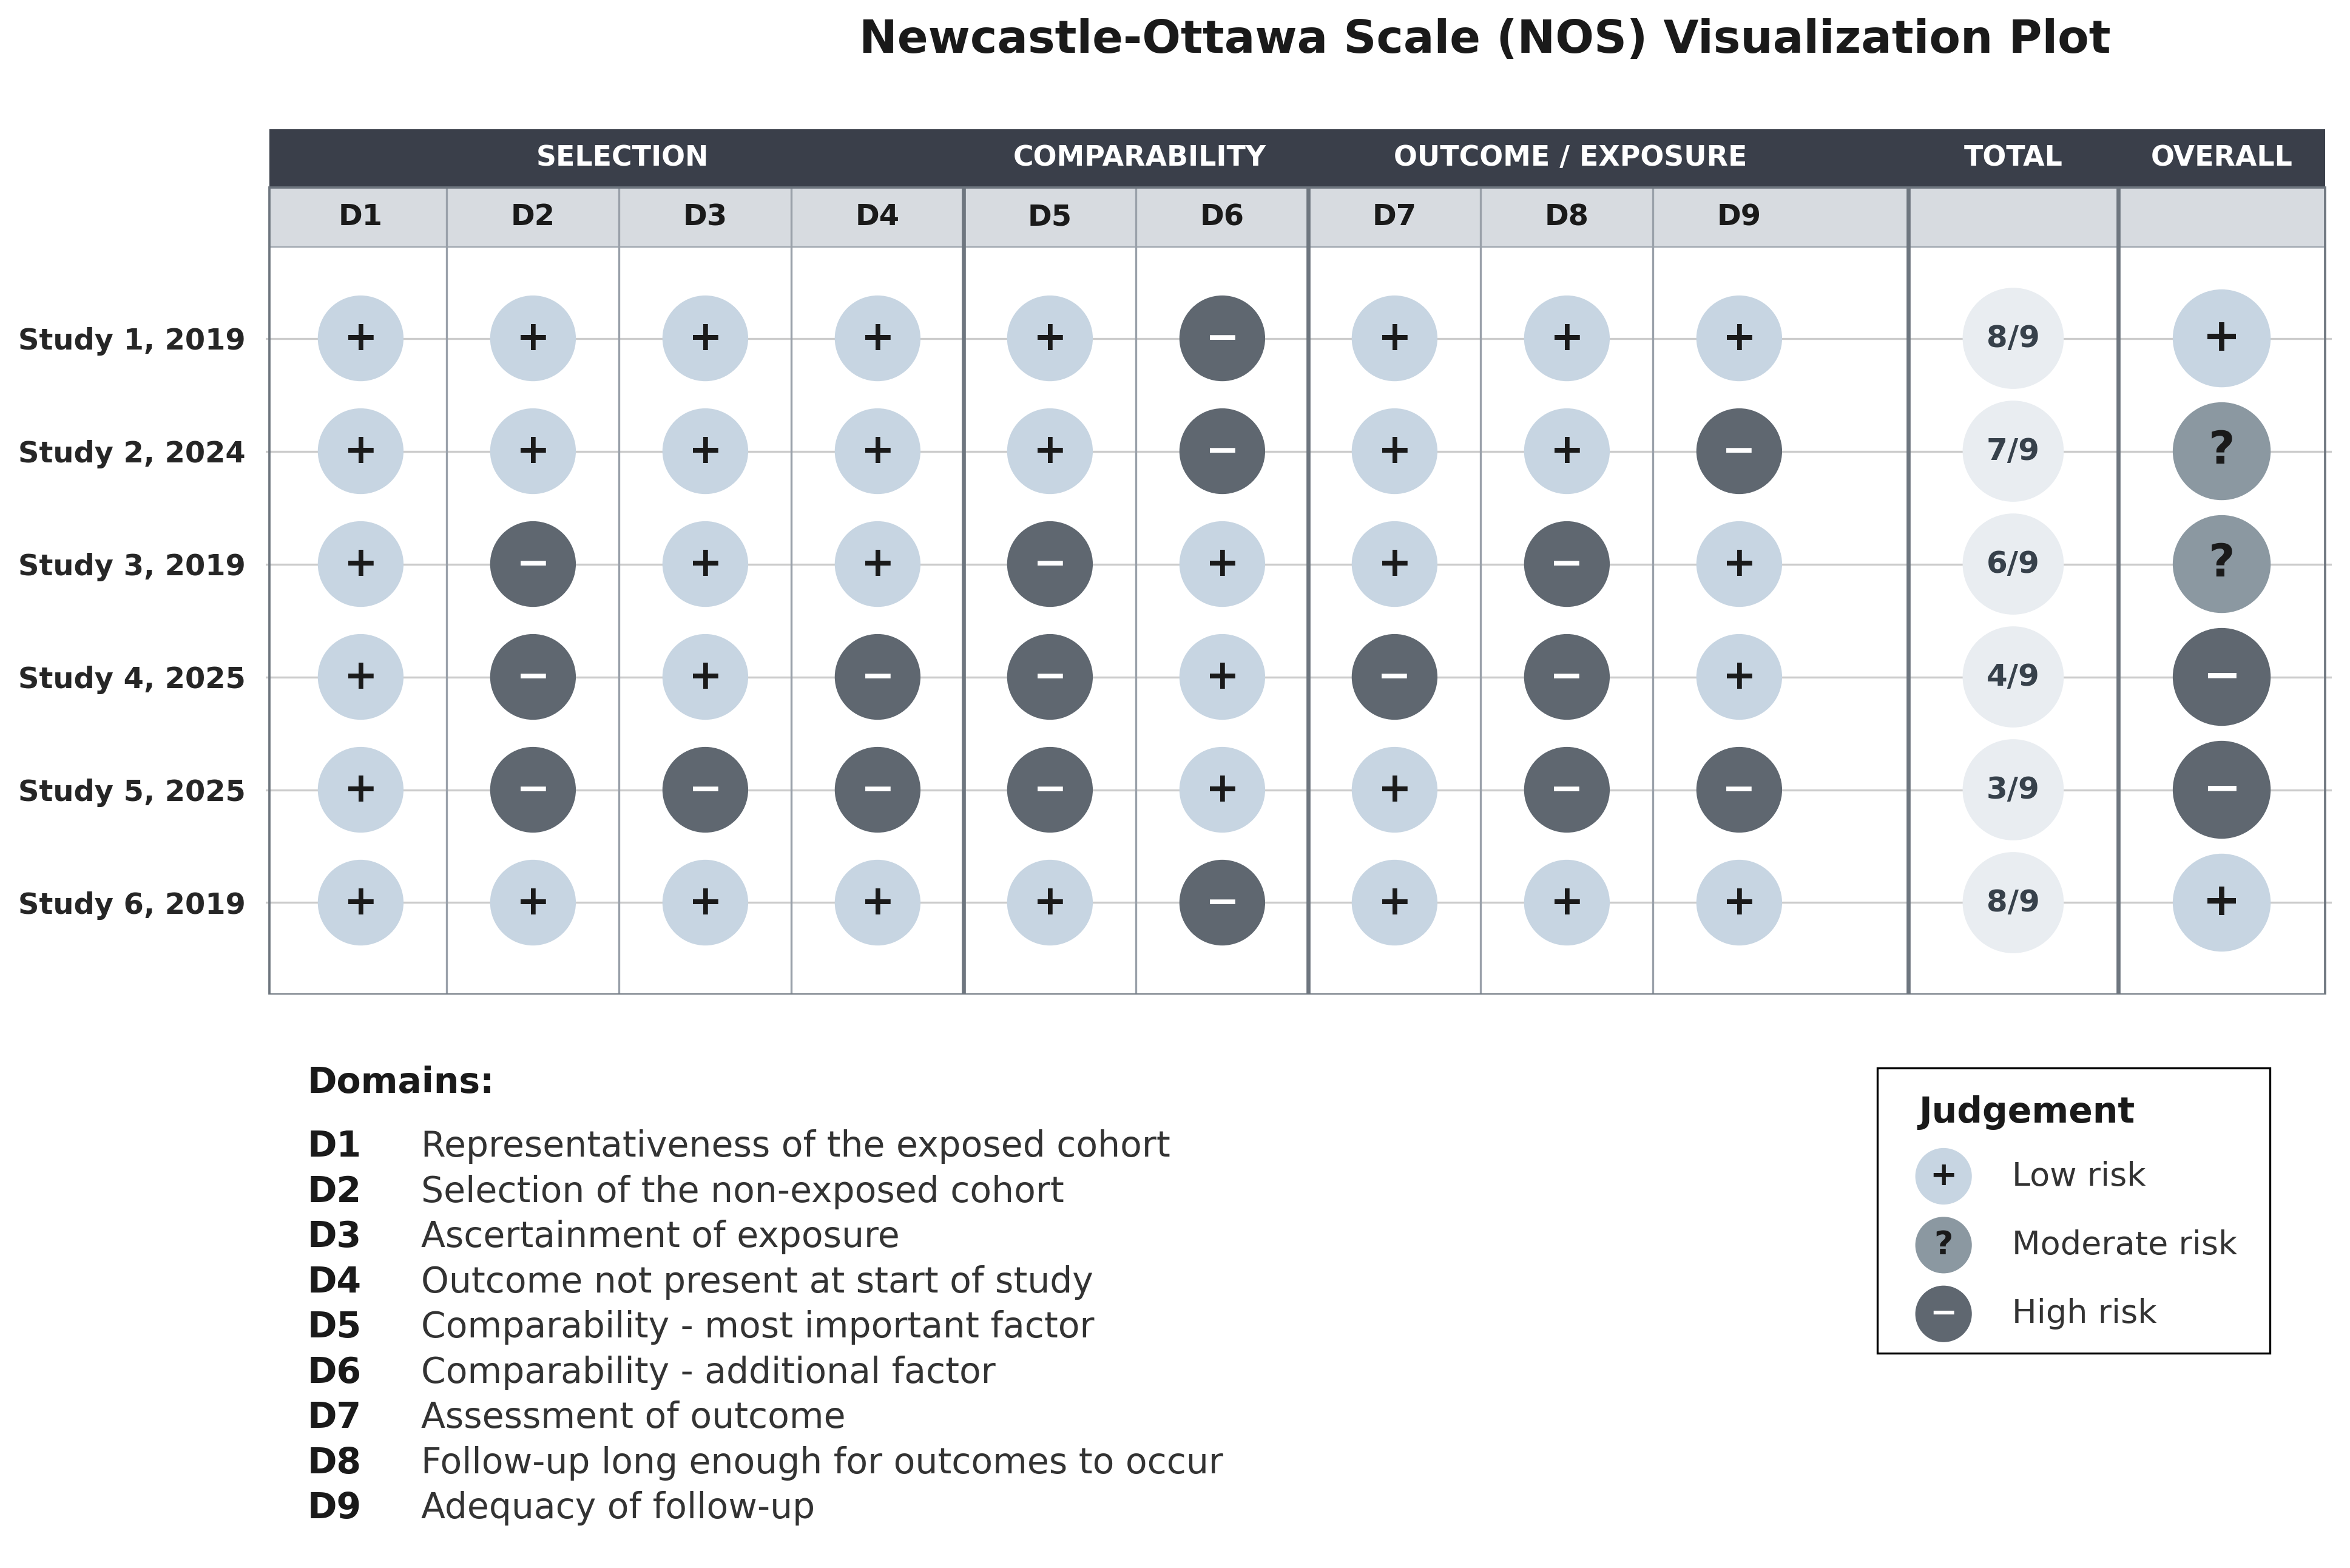 Newcastle-Ottawa Scale (NOS) Visualization Plot
SELECTION COMPARABILITY OUTCOME / EXPOSURE TOTAL OVERALL
D1 D2 D3 D4 D5 D6 D7 D8 D9
Study 1, 2019 + + + + + − + + + 8/9 +
Study 2, 2024 + + + + + − + + − 7/9 ?
Study 3, 2019 + − + + − + + − + 6/9 ?
Study 4, 2025 + − + − − + − − + 4/9 −
Study 5, 2025 + − − − − + + − − 3/9 −
Study 6, 2019 + + + + + − + + + 8/9 +
Domains:
D1 Representativeness of the exposed cohort
D2 Selection of the non-exposed cohort
D3 Ascertainment of exposure
D4 Outcome not present at start of study
D5 Comparability - most important factor
D6 Comparability - additional factor
D7 Assessment of outcome
D8 Follow-up long enough for outcomes to occur
D9 Adequacy of follow-up
Judgement
+ Low risk
? Moderate risk
− High risk